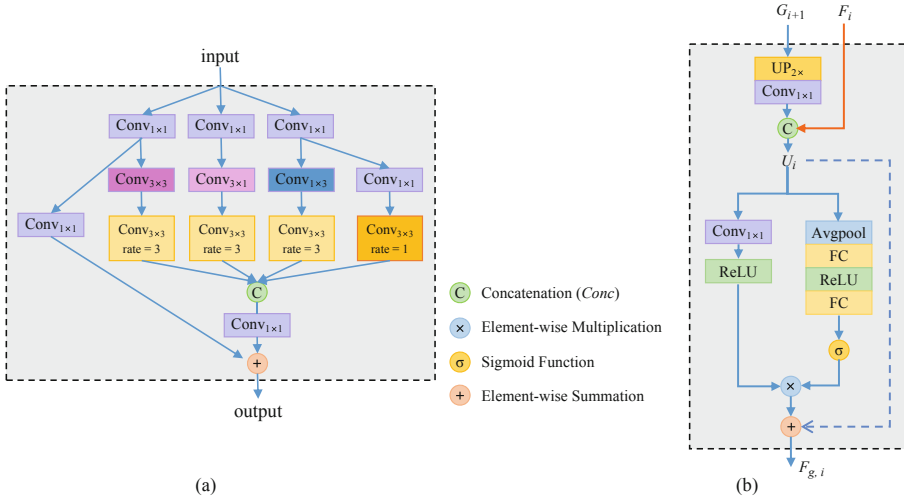 input
Conv1×1 Conv1×1 Conv1×1
Conv3×3 Conv3×1 Conv1×3 Conv1×1
Conv1×1
Conv3×3 Conv3×3 Conv3×3 Conv3×3
rate = 3 rate = 3 rate = 3 rate = 1
C
Conv1×1
+
output
(a)
C Concatenation (Conc)
× Element-wise Multiplication
σ Sigmoid Function
+ Element-wise Summation
Gi+1 Fi
UP2×
Conv1×1
C
Ui
Conv1×1
ReLU
Avgpool
FC
ReLU
FC
σ
×
+
Fg, i
(b)